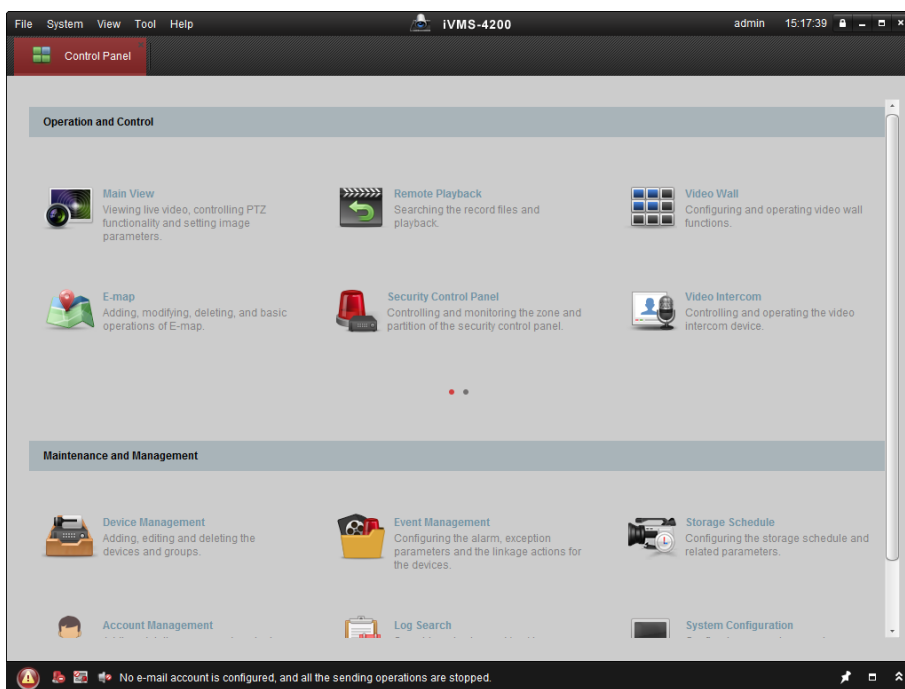 File System View Tool Help iVMS-4200 admin 15:17:39
Control Panel
Operation and Control
Main View
Viewing live video, controlling PTZ
functionality and setting image
parameters.
Remote Playback
Searching the record files and
playback.
Video Wall
Configuring and operating video wall
functions.
E-map
Adding, modifying, deleting, and basic
operations of E-map.
Security Control Panel
Controlling and monitoring the zone and
partition of the security control panel.
Video Intercom
Controlling and operating the video
intercom device.
Maintenance and Management
Device Management
Adding, editing and deleting the
devices and groups.
Event Management
Configuring the alarm, exception
parameters and the linkage actions for
the devices.
Storage Schedule
Configuring the storage schedule and
related parameters.
Account Management
Log Search
System Configuration
No e-mail account is configured, and all the sending operations are stopped.